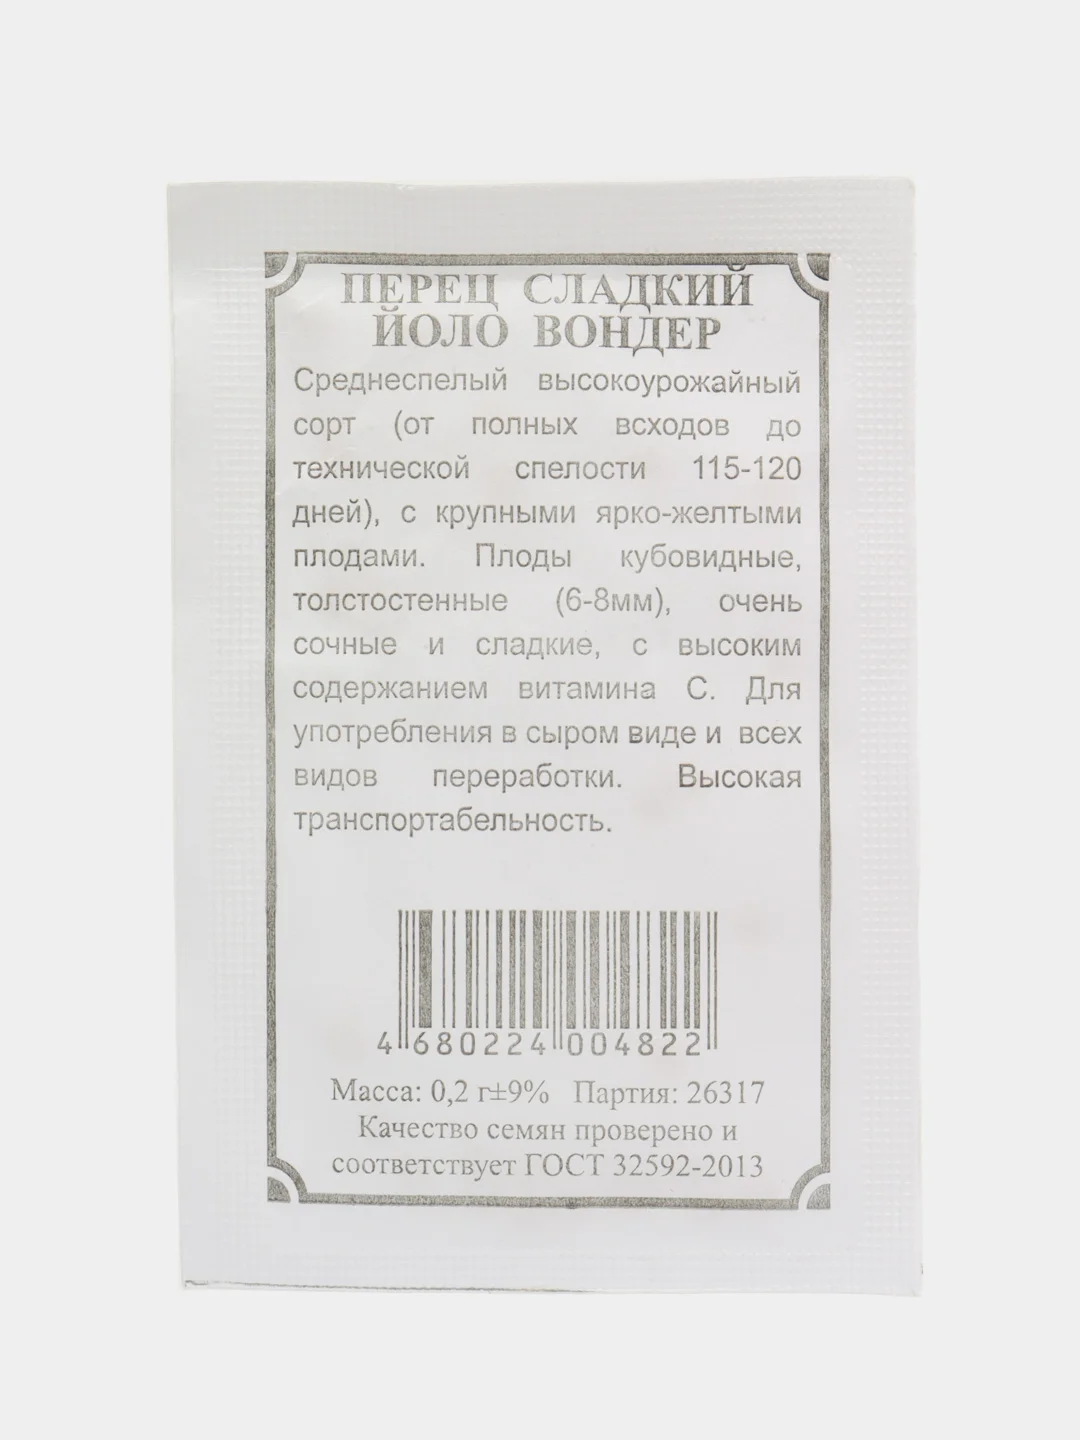 ПЕРЕЦ СЛАДКИЙ
ЙОЛО ВОНДЕР
Среднеспелый высокоурожайный
сорт (от полных всходов до
технической спелости 115-120
дней), с крупными ярко-желтыми
плодами. Плоды кубовидные,
толстостенные (6-8мм), очень
сочные и сладкие, с высоким
содержанием витамина С. Для
употребления в сыром виде и всех
видов переработки. Высокая
транспортабельность.
4 680224 004822
Масса: 0,2 г±9% Партия: 26317
Качество семян проверено и
соответствует ГОСТ 32592-2013